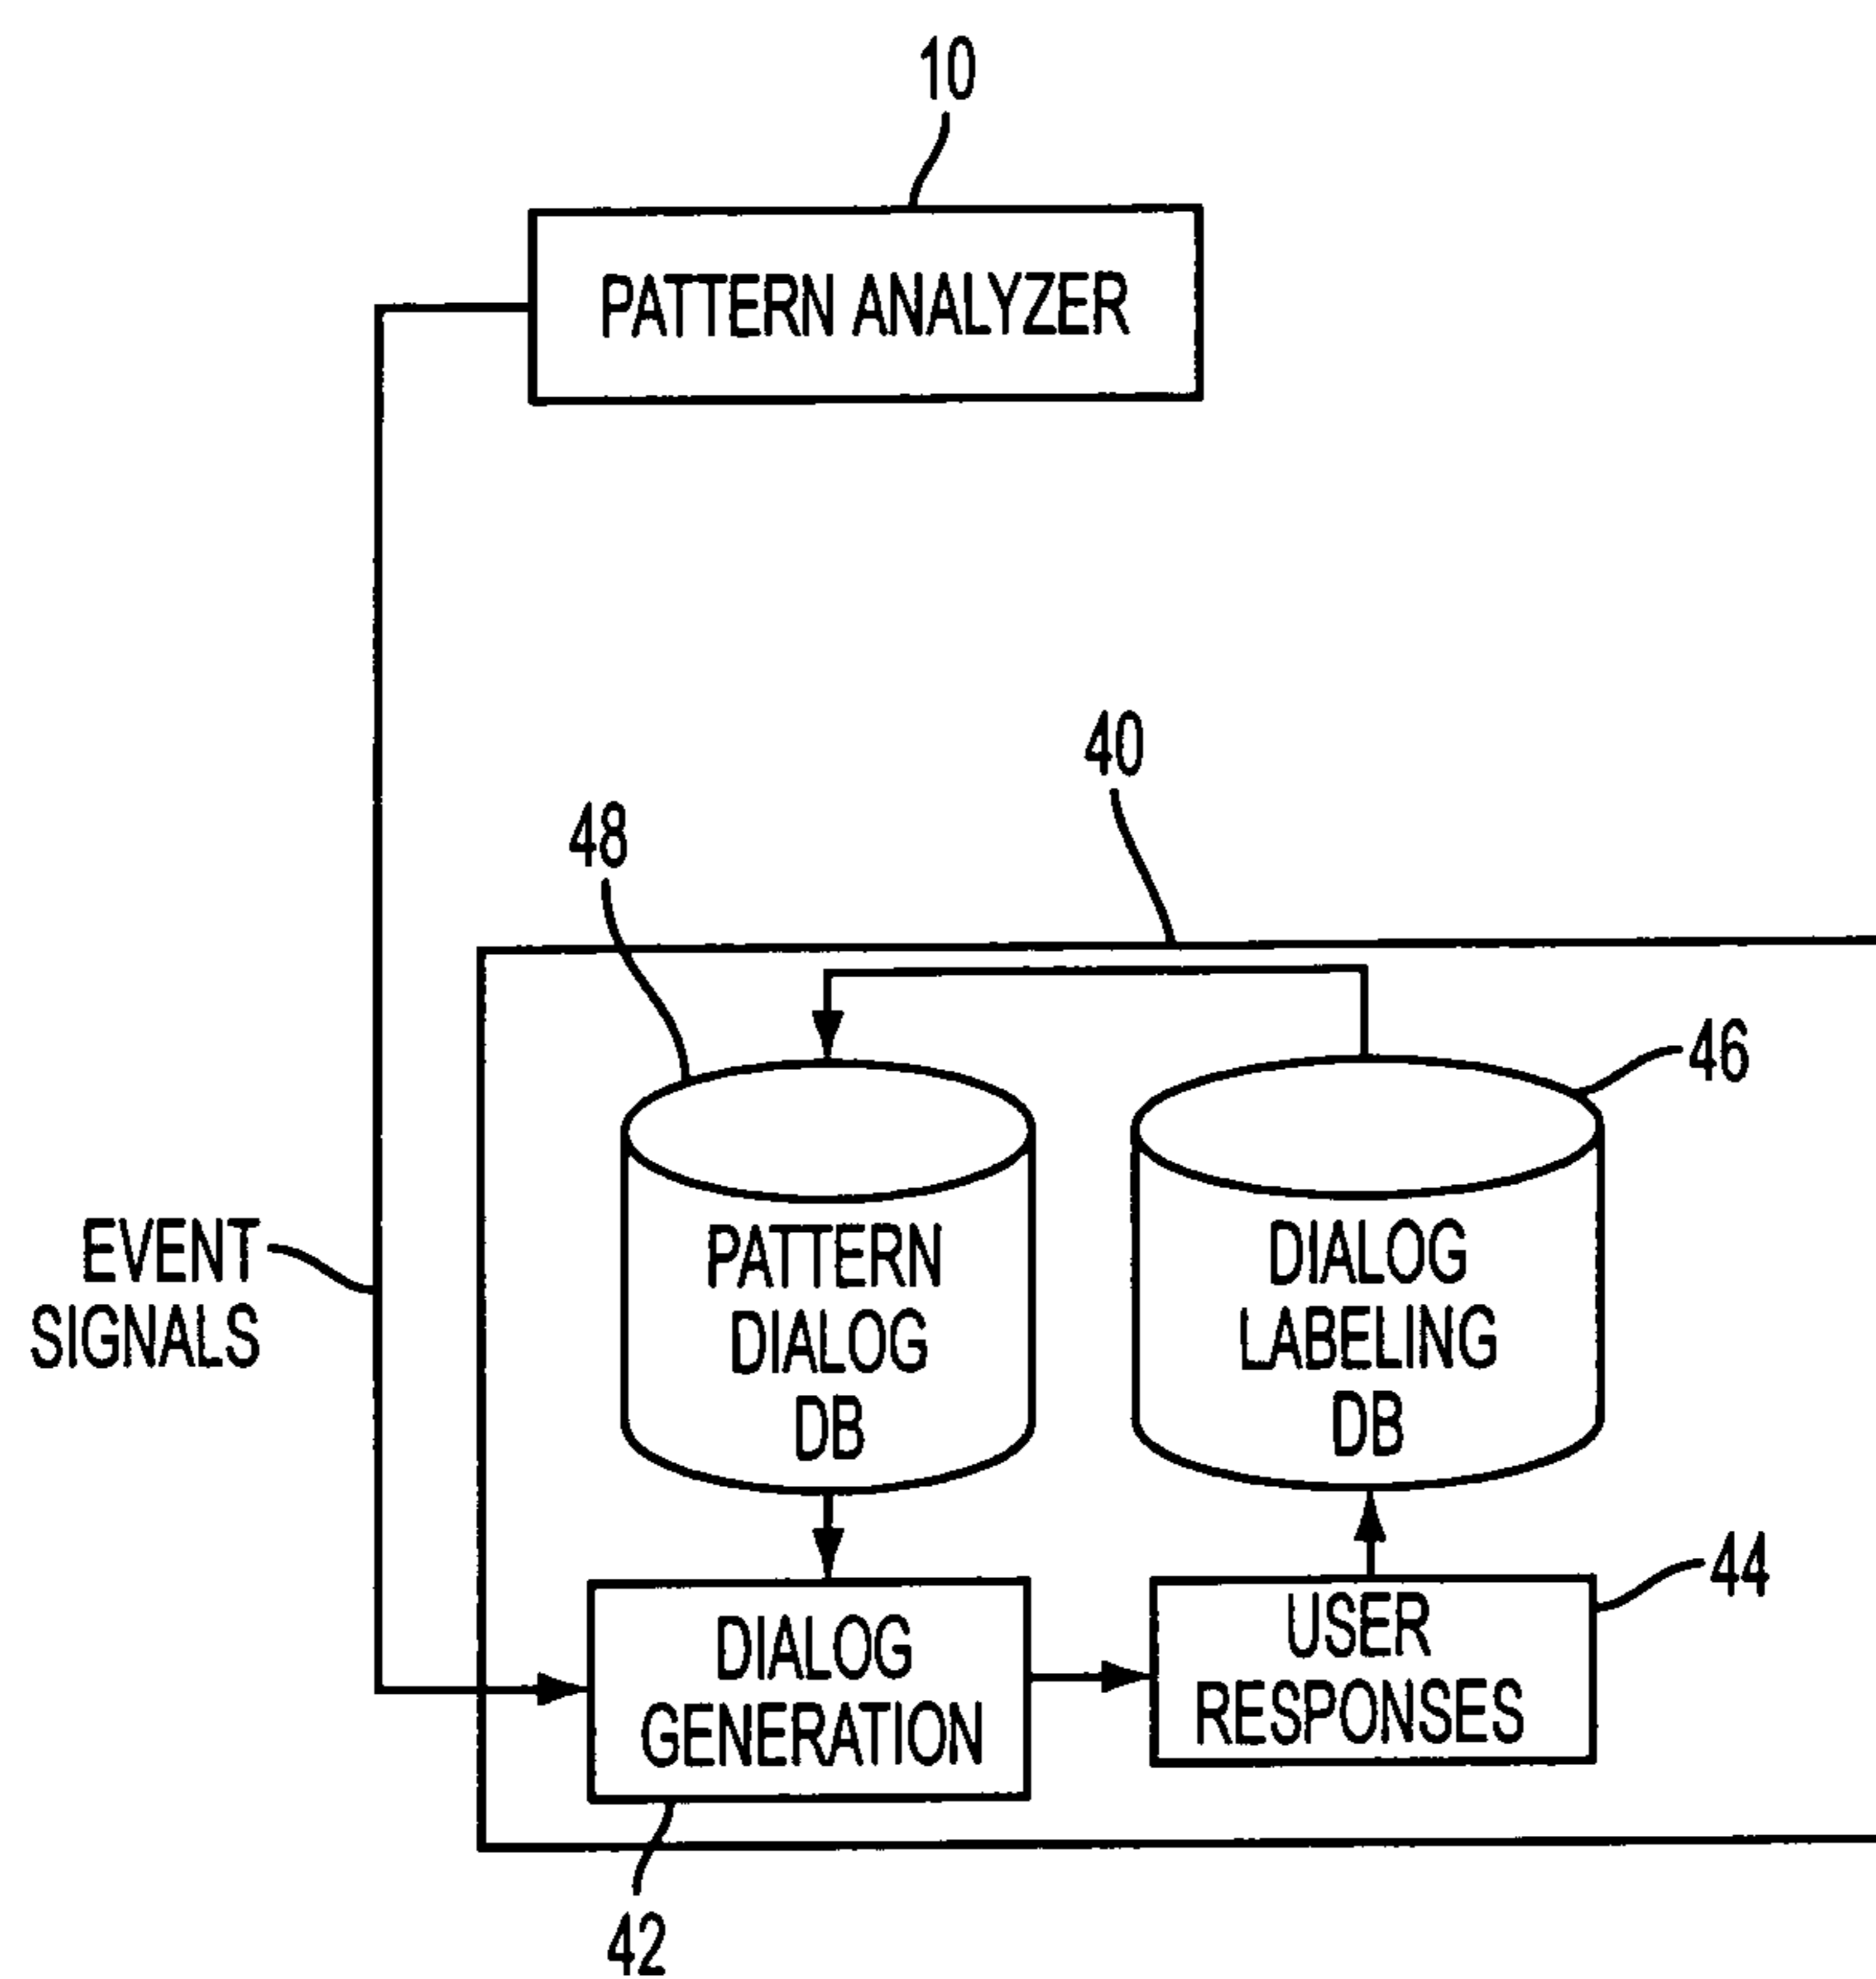 10
PATTERN ANALYZER
40
48
46
EVENT
SIGNALS
PATTERN
DIALOG
DB
DIALOG
LABELING
DB
44
DIALOG
GENERATION
USER
RESPONSES
42